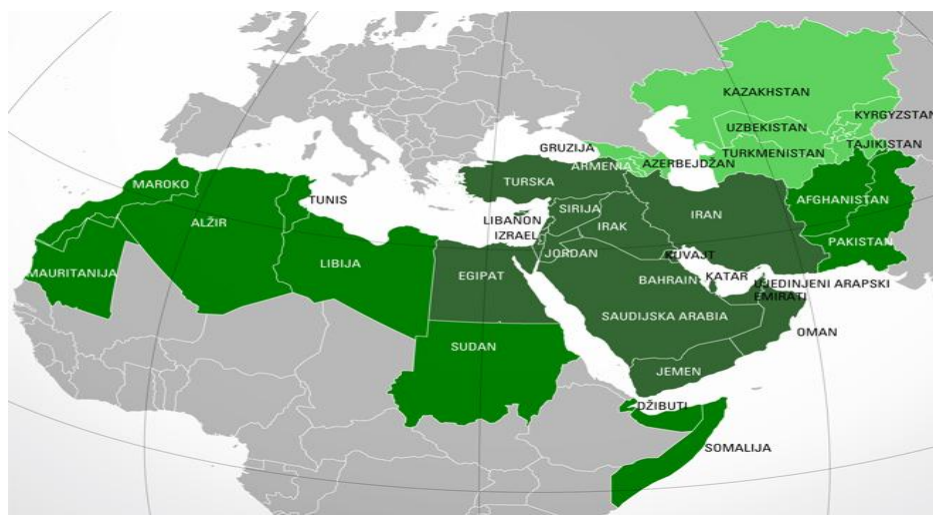 KAZAKHSTAN
KYRGYZSTAN
UZBEKISTAN
GRUZIJA
TAJIKISTAN
TURKMENISTAN
ARMENIA
AZERBEJDŽAN
MAROKO
TURSKA
TUNIS
AFGHANISTAN
SIRIJA
IRAN
LIBANON
ALŽIR
IRAK
IZRAEL
PAKISTAN
JORDAN
KUVAJT
LIBIJA
MAURITANIJA
EGIPAT
KATAR
BAHRAIN
UJEDINJENI ARAPSKI
EMIRATI
SAUDIJSKA ARABIA
OMAN
SUDAN
JEMEN
DŽIBUTI
SOMALIJA